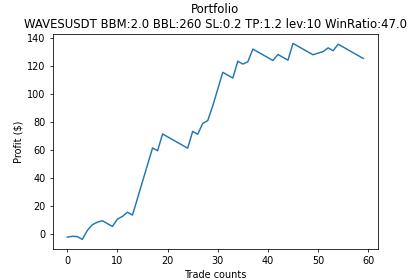 Portfolio
WAVESUSDT BBM:2.0 BBL:260 SL:0.2 TP:1.2 lev:10 WinRatio:47.0
140
120
100
80
60
40
20
0
Profit ($)
0 10 20 30 40 50 60
Trade counts